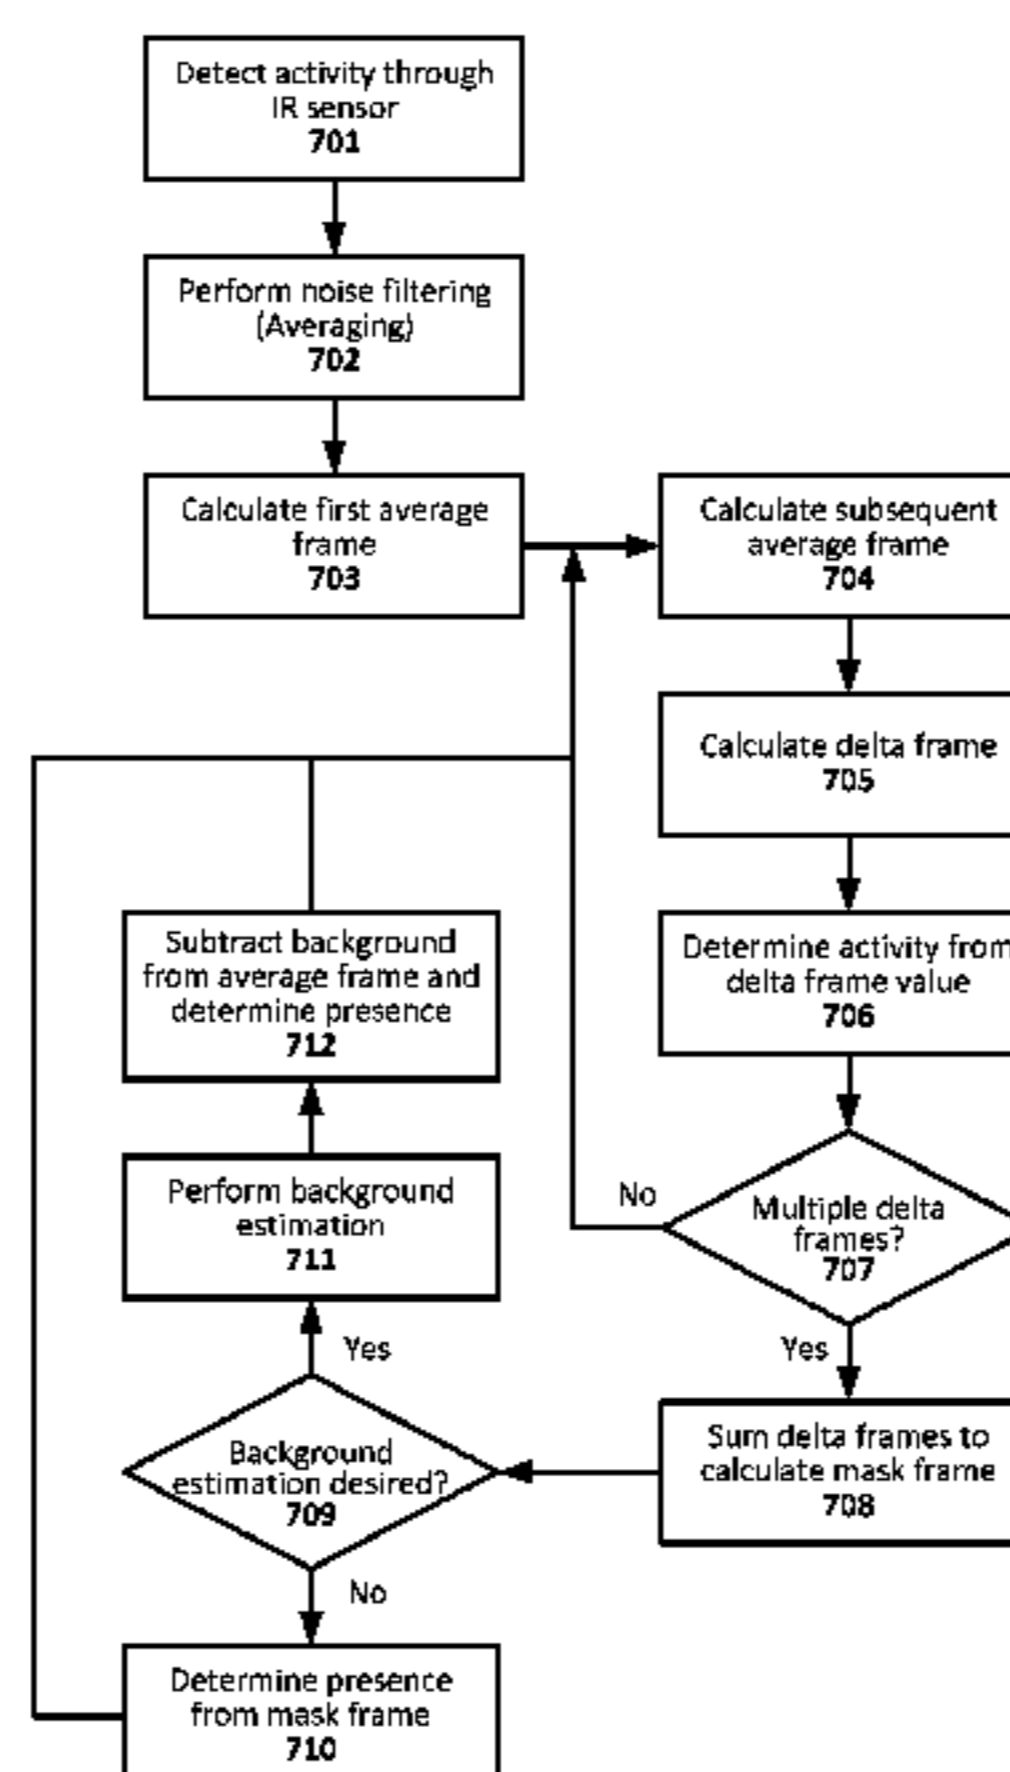 Detect activity through
IR sensor
701
Perform noise filtering
(Averaging)
702
Calculate first average
frame
703
Calculate subsequent
average frame
704
Calculate delta frame
705
Determine activity from
delta frame value
706
Multiple delta
frames?
707
No
Yes
Sum delta frames to
calculate mask frame
708
Background
estimation desired?
709
Yes
No
Perform background
estimation
711
Subtract background
from average frame and
determine presence
712
Determine presence
from mask frame
710